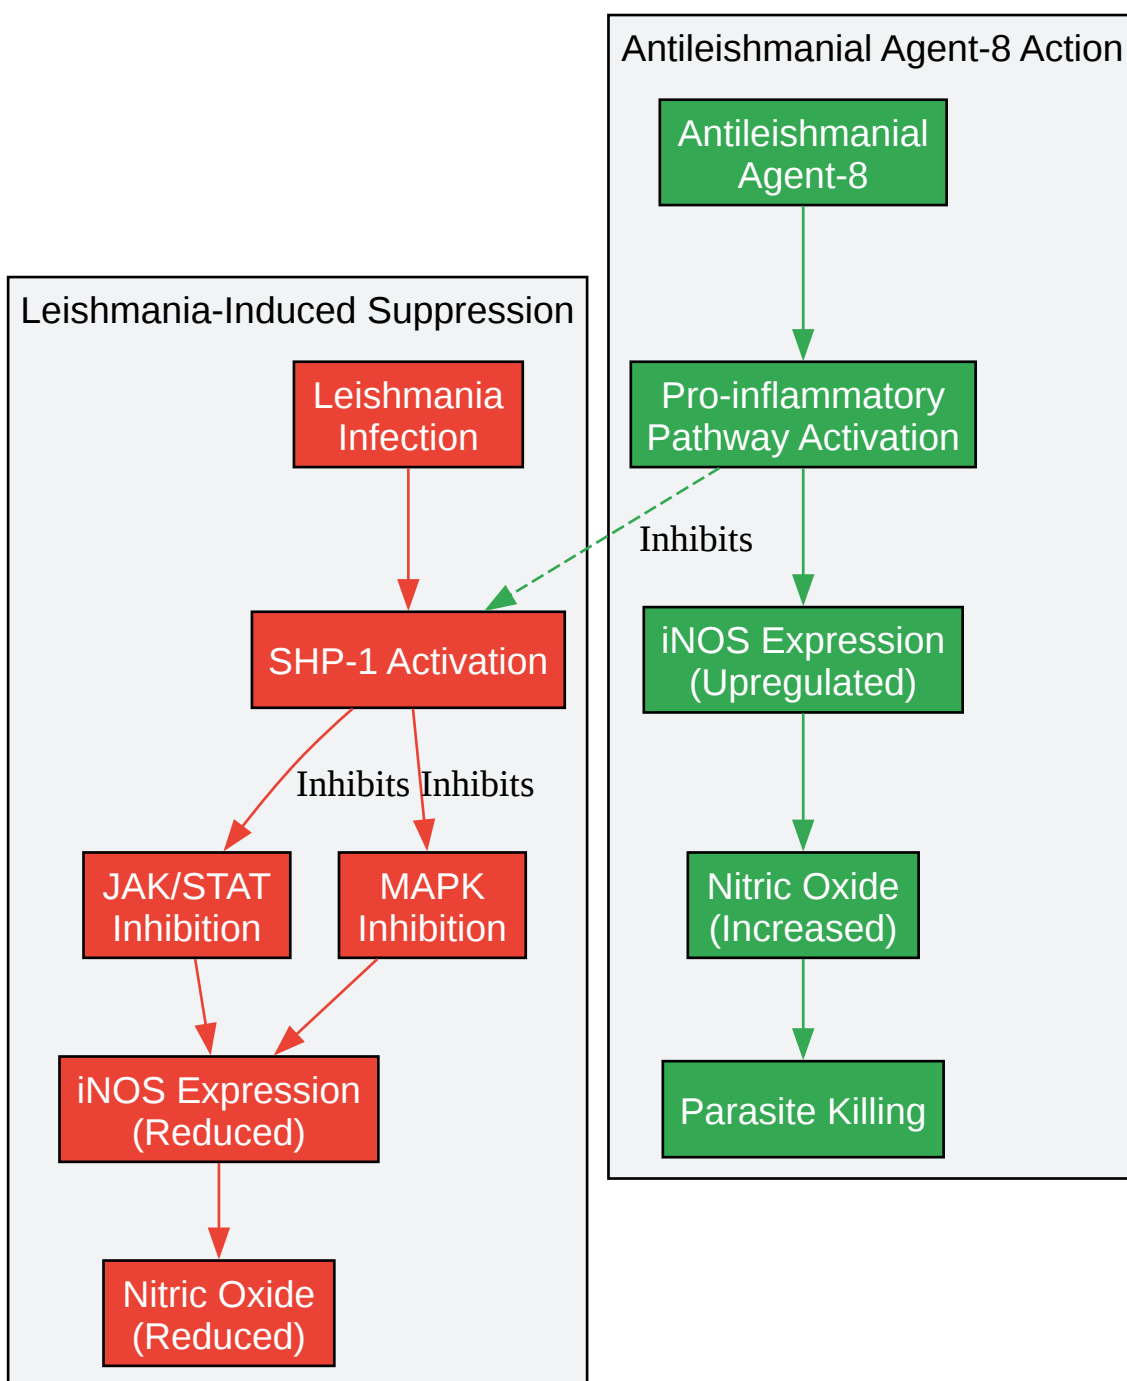 Antileishmanial Agent-8 Action
Antileishmanial
Agent-8
Leishmania-Induced Suppression
Leishmania
Infection
Pro-inflammatory
Pathway Activation
Inhibits
SHP-1 Activation
iNOS Expression
(Upregulated)
Inhibits
Inhibits
JAK/STAT
Inhibition
MAPK
Inhibition
Nitric Oxide
(Increased)
iNOS Expression
(Reduced)
Parasite Killing
Nitric Oxide
(Reduced)